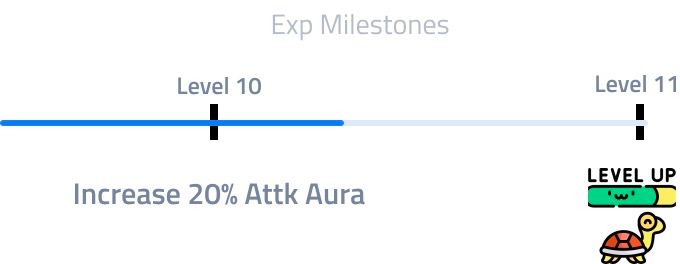 Exp Milestones
Level 10
Level 11
Increase 20% Attk Aura
LEVEL UP